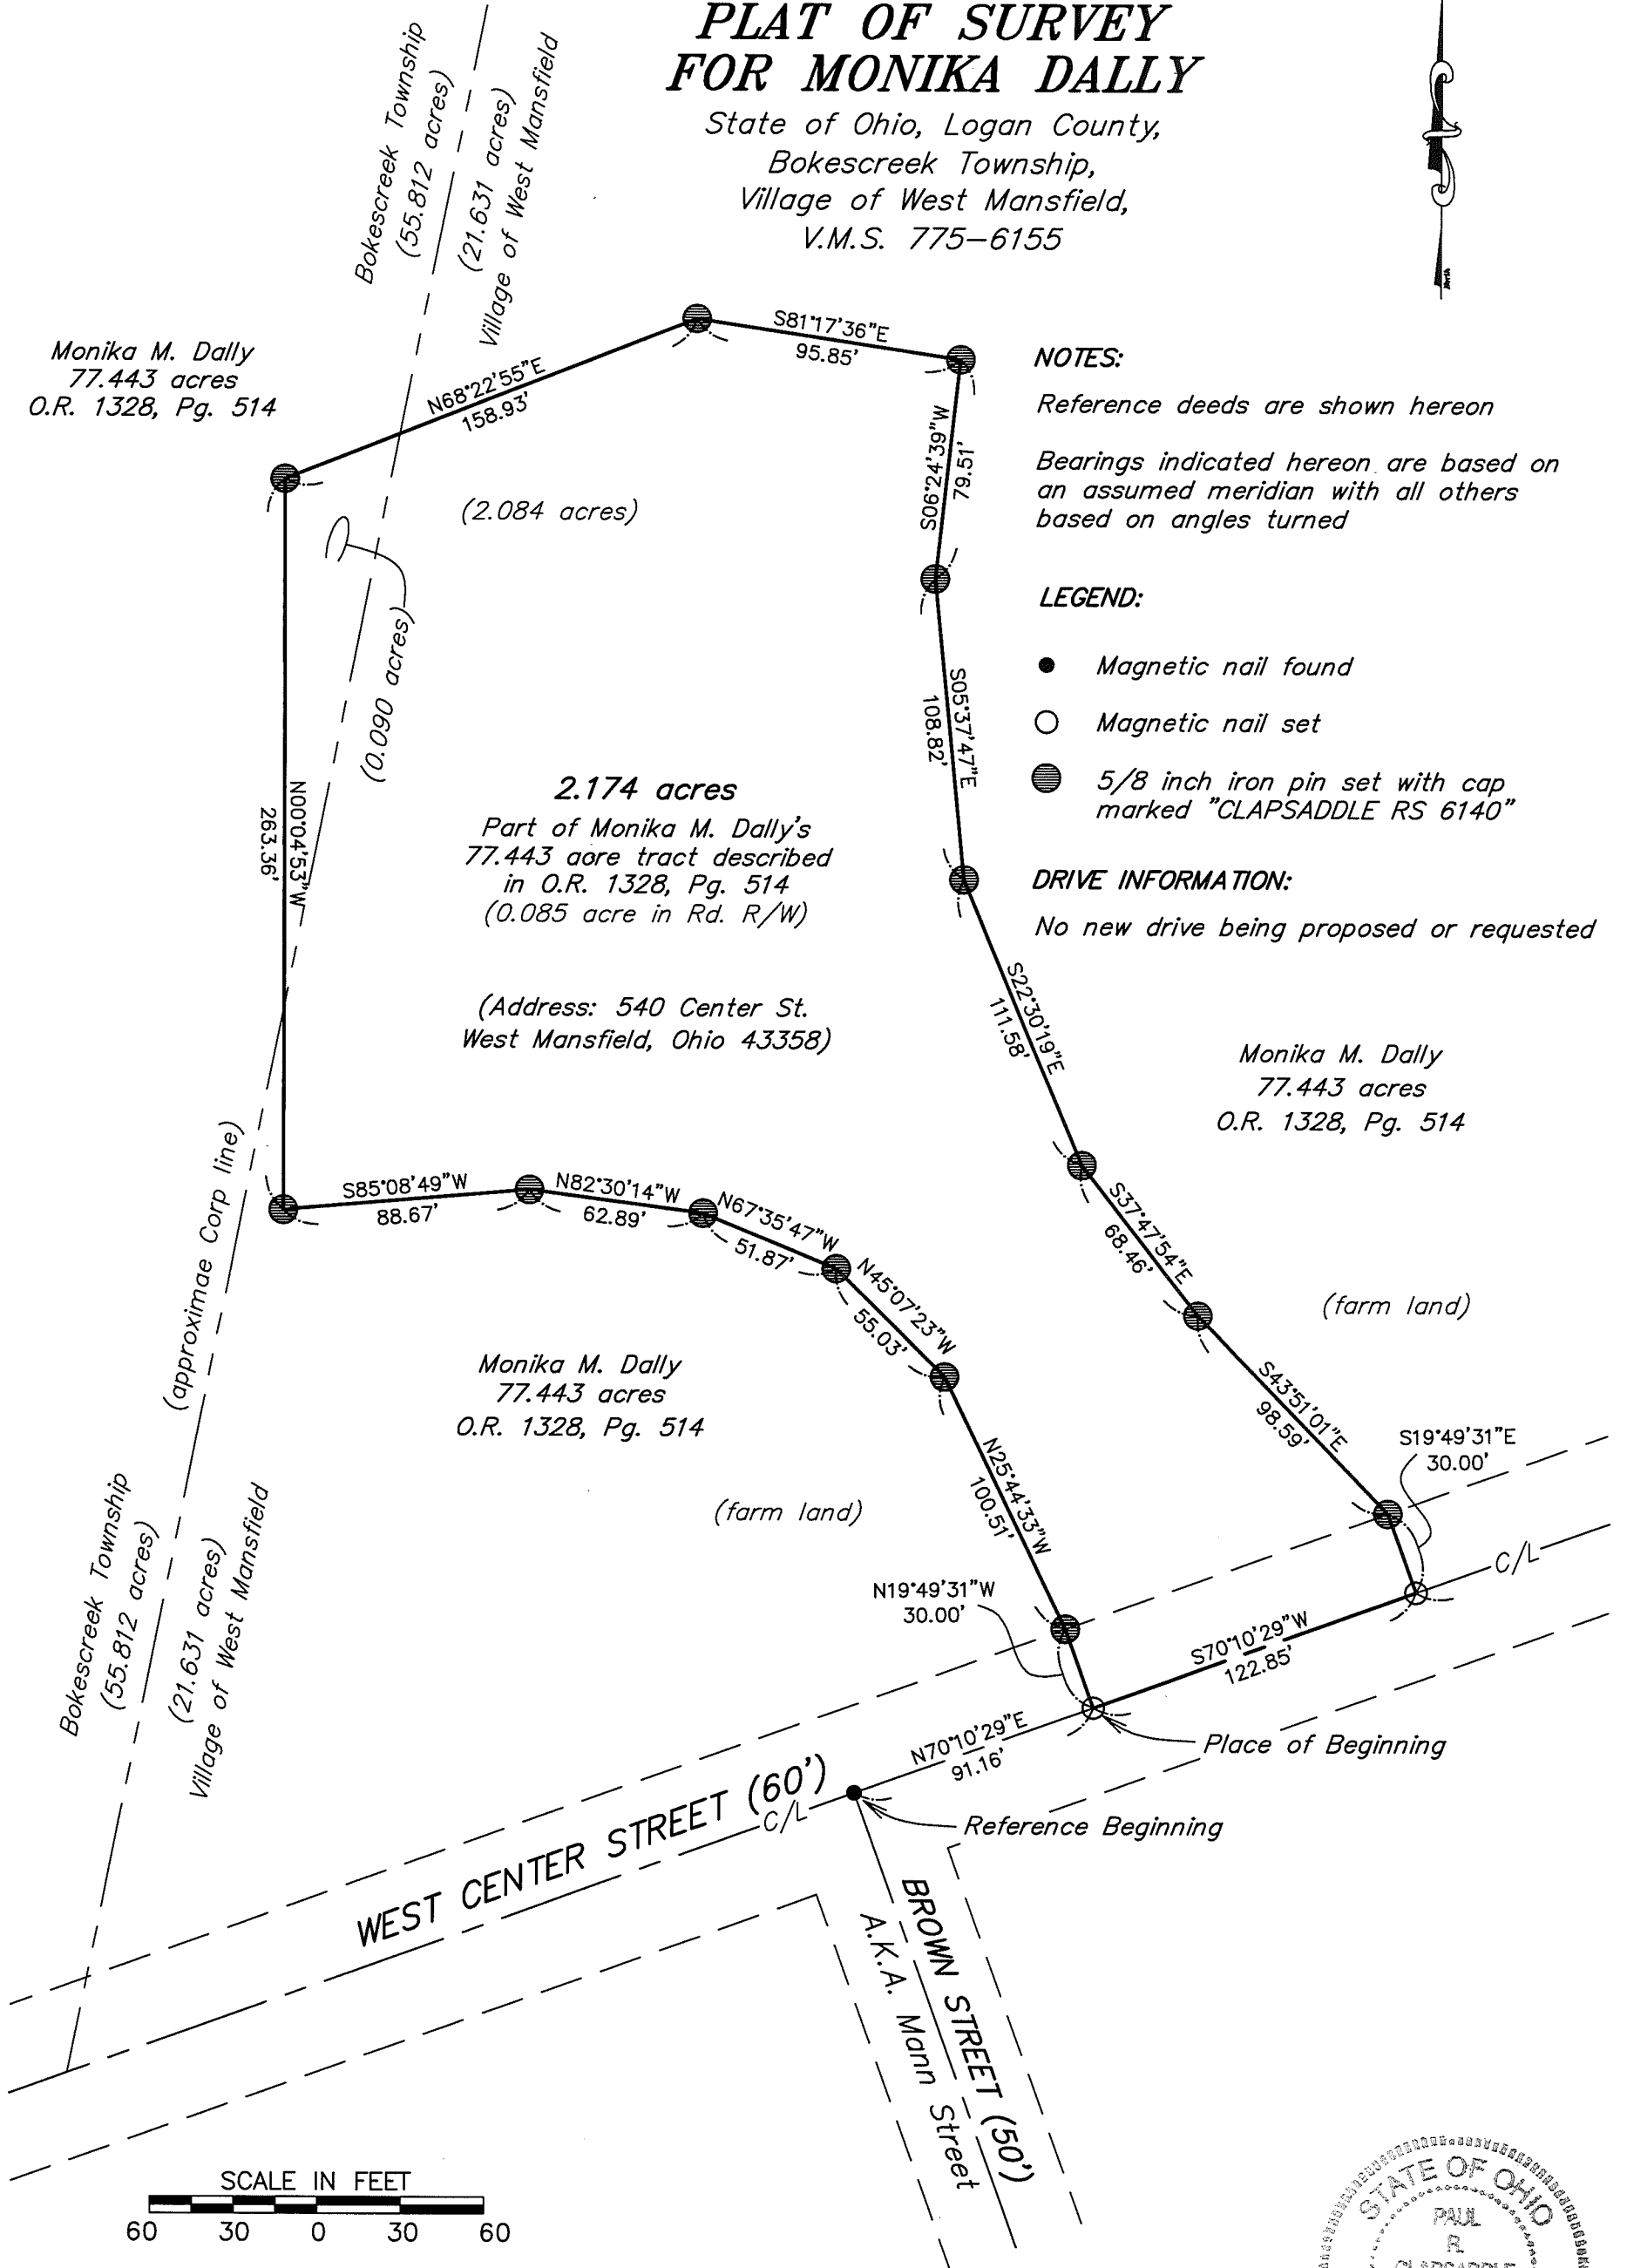 PLAT OF SURVEY
FOR MONIKA DALLY
State of Ohio, Logan County,
Bokescreek Township,
Village of West Mansfield,
V.M.S. 775-6155
North
Bokescreek Township
(55.812 acres)
(21.631 acres)
Village of West Mansfield
Monika M. Dally
77.443 acres
O.R. 1328, Pg. 514
N68°22'55"E
158.93'
S81°17'36"E
95.85'
S06°24'39"W
79.51'
(2.084 acres)
(0.090 acres)
NOTES:
Reference deeds are shown hereon
Bearings indicated hereon are based on
an assumed meridian with all others
based on angles turned
LEGEND:
Magnetic nail found
Magnetic nail set
5/8 inch iron pin set with cap
marked "CLAPSADDLE RS 6140"
DRIVE INFORMATION:
No new drive being proposed or requested
S05°37'47"E
108.82'
N00°04'53"W
263.36'
2.174 acres
Part of Monika M. Dally's
77.443 acre tract described
in O.R. 1328, Pg. 514
(0.085 acre in Rd. R/W)
(Address: 540 Center St.
West Mansfield, Ohio 43358)
S22°30'19"E
111.58'
Monika M. Dally
77.443 acres
O.R. 1328, Pg. 514
(approximae Corp line)
S85°08'49"W
88.67'
N82°30'14"W
62.89'
N67°35'47"W
51.87'
N45°07'23"W
55.03'
S37°47'54"E
68.46'
(farm land)
Monika M. Dally
77.443 acres
O.R. 1328, Pg. 514
S43°51'01"E
98.59'
S19°49'31"E
30.00'
N25°44'33"W
100.51'
(farm land)
Bokescreek Township
(55.812 acres)
(21.631 acres)
Village of West Mansfield
N19°49'31"W
30.00'
C/L
S70°10'29"W
122.85'
N70°10'29"E
91.16'
Place of Beginning
Reference Beginning
WEST CENTER STREET (60')
C/L
BROWN STREET (50')
A.K.A. Mann Street
SCALE IN FEET
60 30 0 30 60
STATE OF OHIO
PAUL
R.
CLAPSADDLE